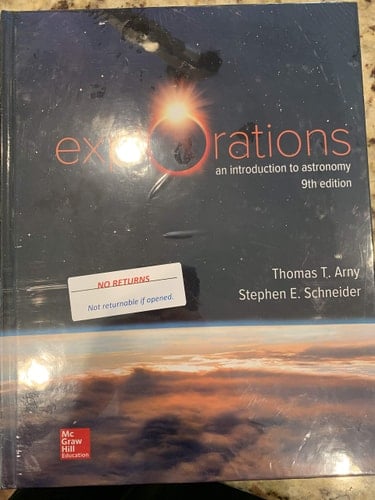 explorations
an introduction to astronomy
9th edition
Thomas T. Arny
Stephen E. Schneider
NO RETURNS
Not returnable if opened.
Mc
Graw
Hill
Education